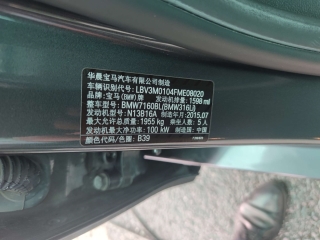 华晨宝马汽车有限公司制造
车辆识别代号: LBV3M0104FME08020
品牌: 宝马(BMW)牌 发动机排量: 1598 ml
整车型号: BMW7160BL(BMW316Li)
发动机型号: N13B16A 制造年月: 2015.07
最大允许总质量: 1955 kg 乘坐人数: 5 人
发动机最大净功率: 100 kW 制造国: 中国
颜色代码/色圈: B39